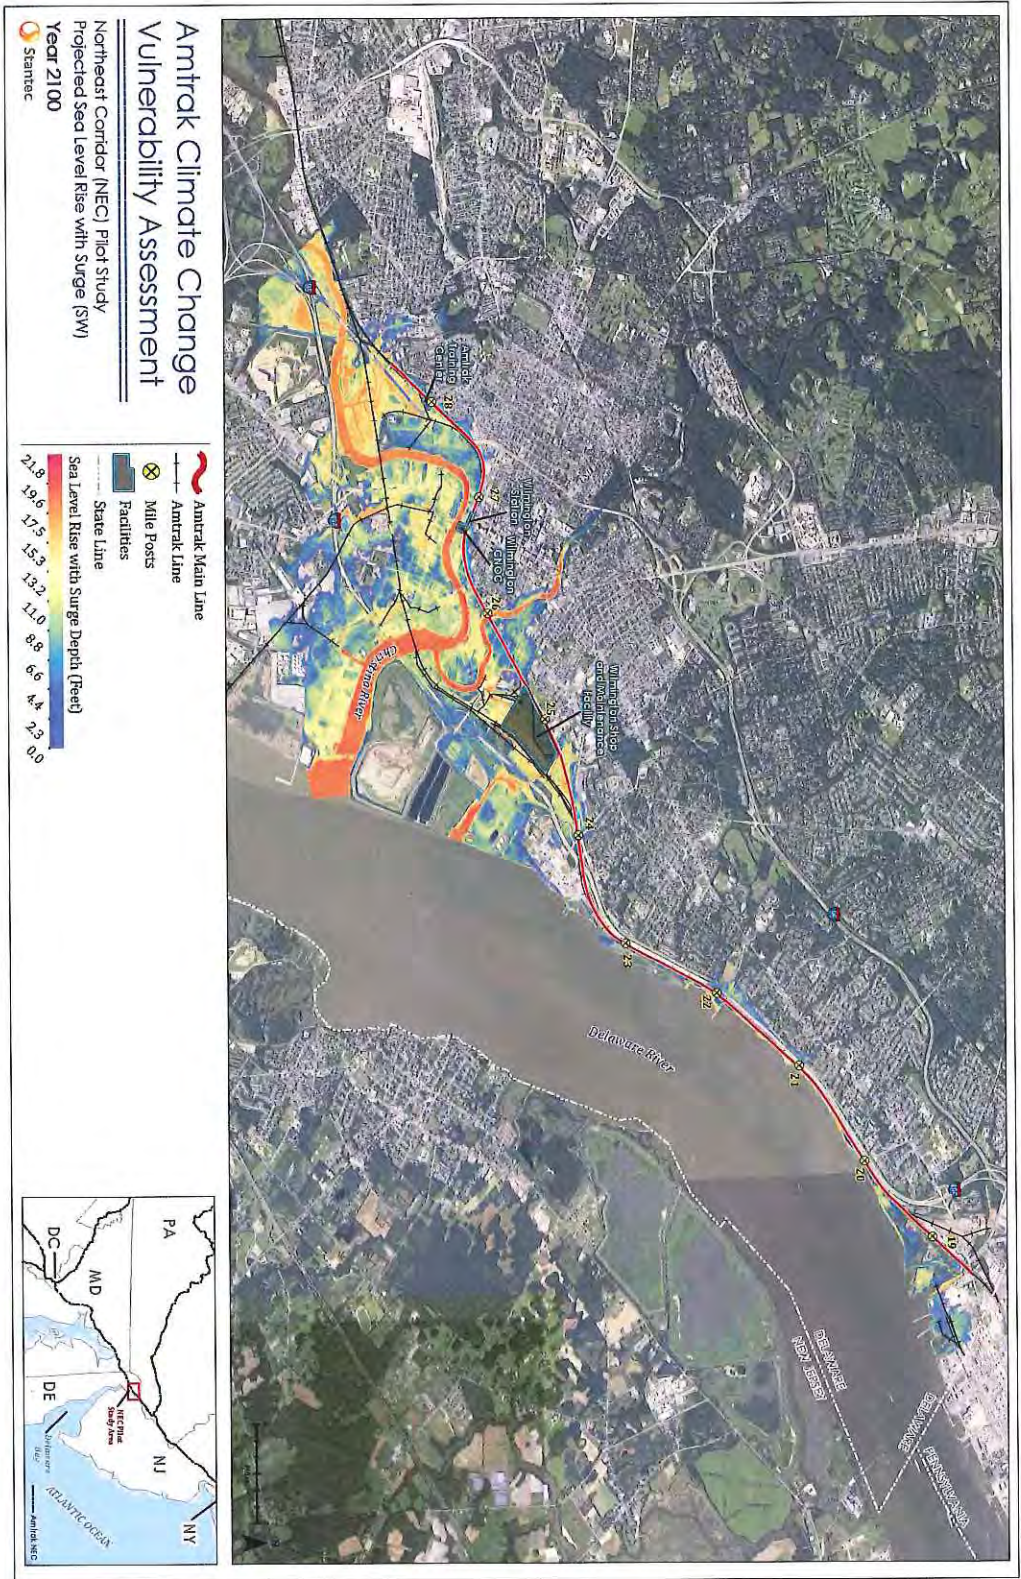 Amtrak Climate Change
Vulnerability Assessment
Northeast Corridor (NEC) Pilot Study
Projected Sea Level Rise with Surge (SW)
Year 2100
Stantec
Amtrak Main Line
Amtrak Line
Mile Posts
Facilities
State Line
Sea Level Rise with Surge Depth (Feet)
21.8 19.6 17.5 15.3 13.2 11.0 8.8 6.6 4.4 2.3 0.0
Amtrak
Training
Center
28
27
Wilmington
Station
Wilmington
CNOC
26
Wilmington Shop
and Maintenance
Facility
25
24
23
22
21
20
19
Christina River
Delaware River
DELAWARE
NEW JERSEY
DELAWARE
PENNSYLVANIA
PA
NJ
NY
MD
DC
DE
NEC Pilot
Study Area
Delaware
Bay
ATLANTIC OCEAN
Amtrak NEC